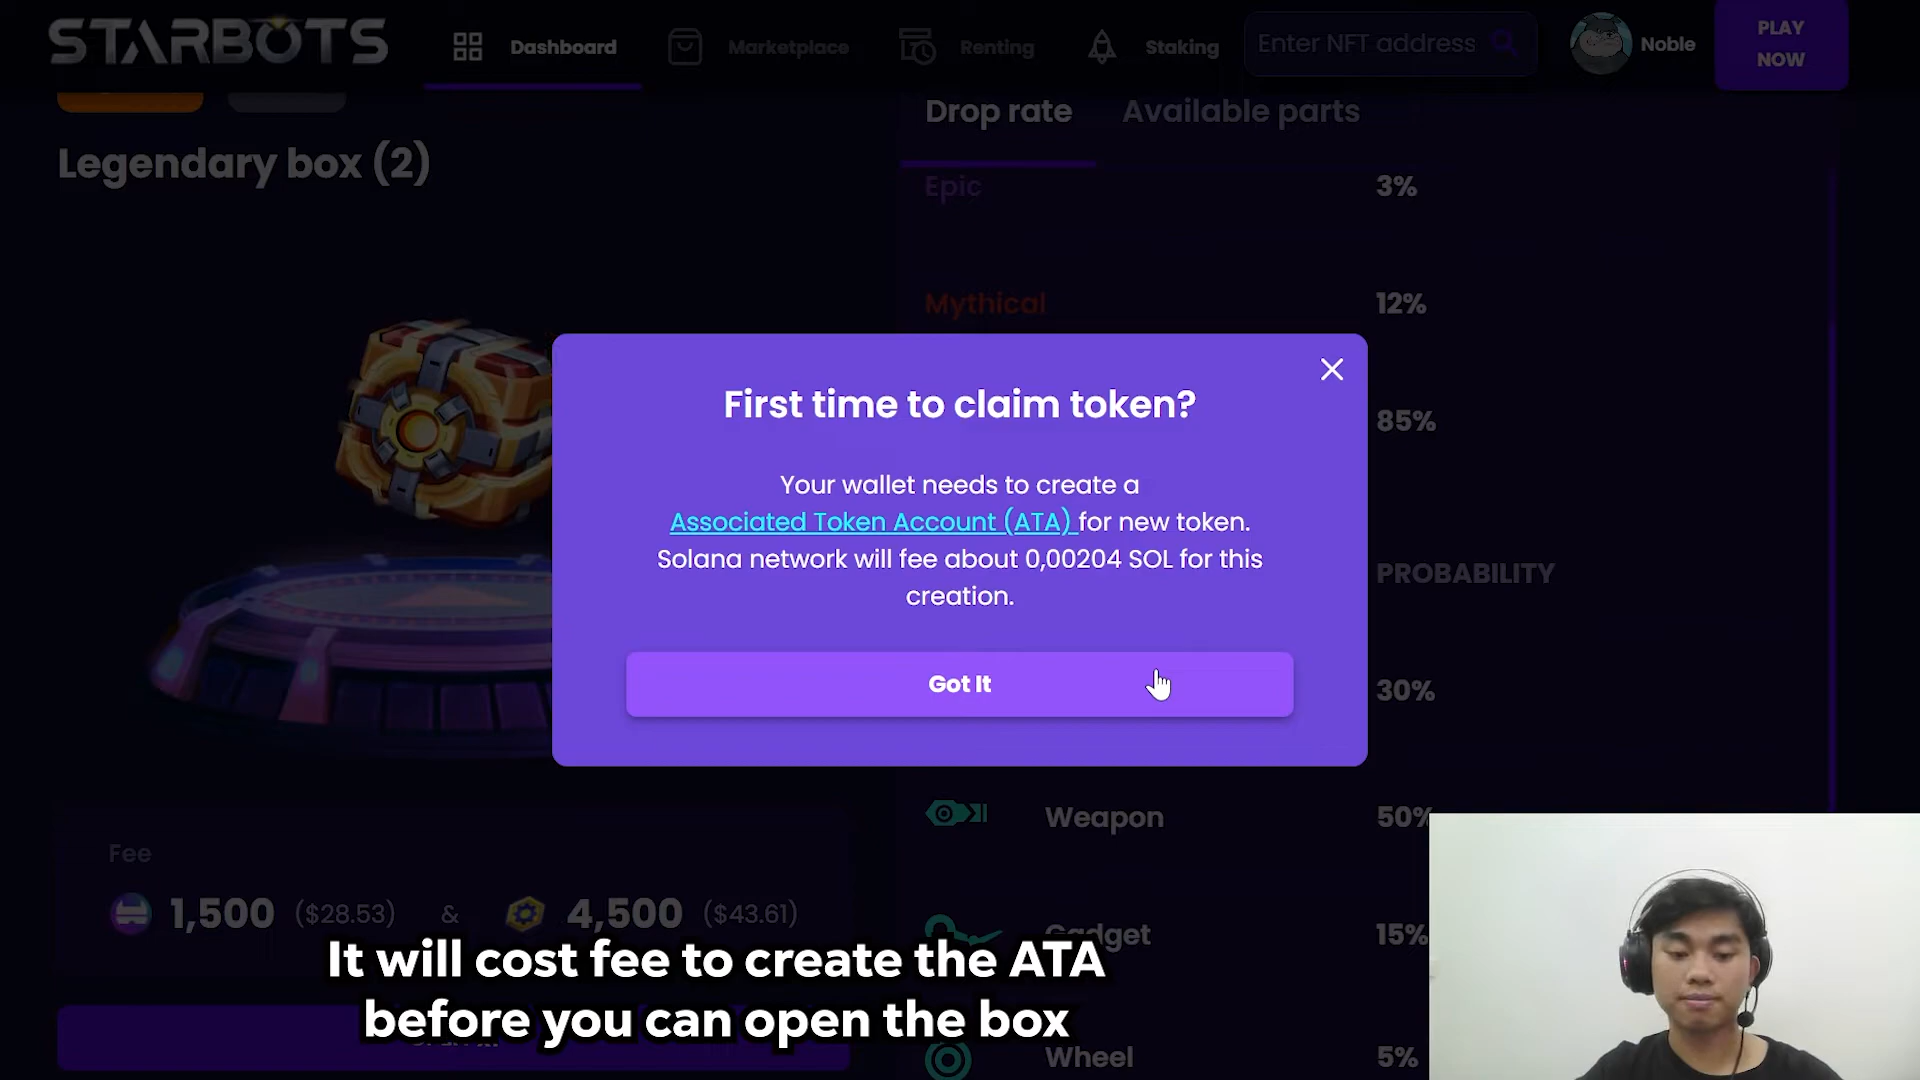 STARBOTS
Dashboard
Marketplace
Renting
Staking
Enter NFT address
Noble
PLAY
NOW
Legendary box (2)
Drop rate
Available parts
Epic
3%
Mythical
12%
85%
First time to claim token?
Your wallet needs to create a
Associated Token Account (ATA) for new token.
Solana network will fee about 0,00204 SOL for this
creation.
Got It
PROBABILITY
30%
Weapon
50%
Gadget
15%
Wheel
5%
Fee
1,500 ($28.53) & 4,500 ($43.61)
It will cost fee to create the ATA
before you can open the box